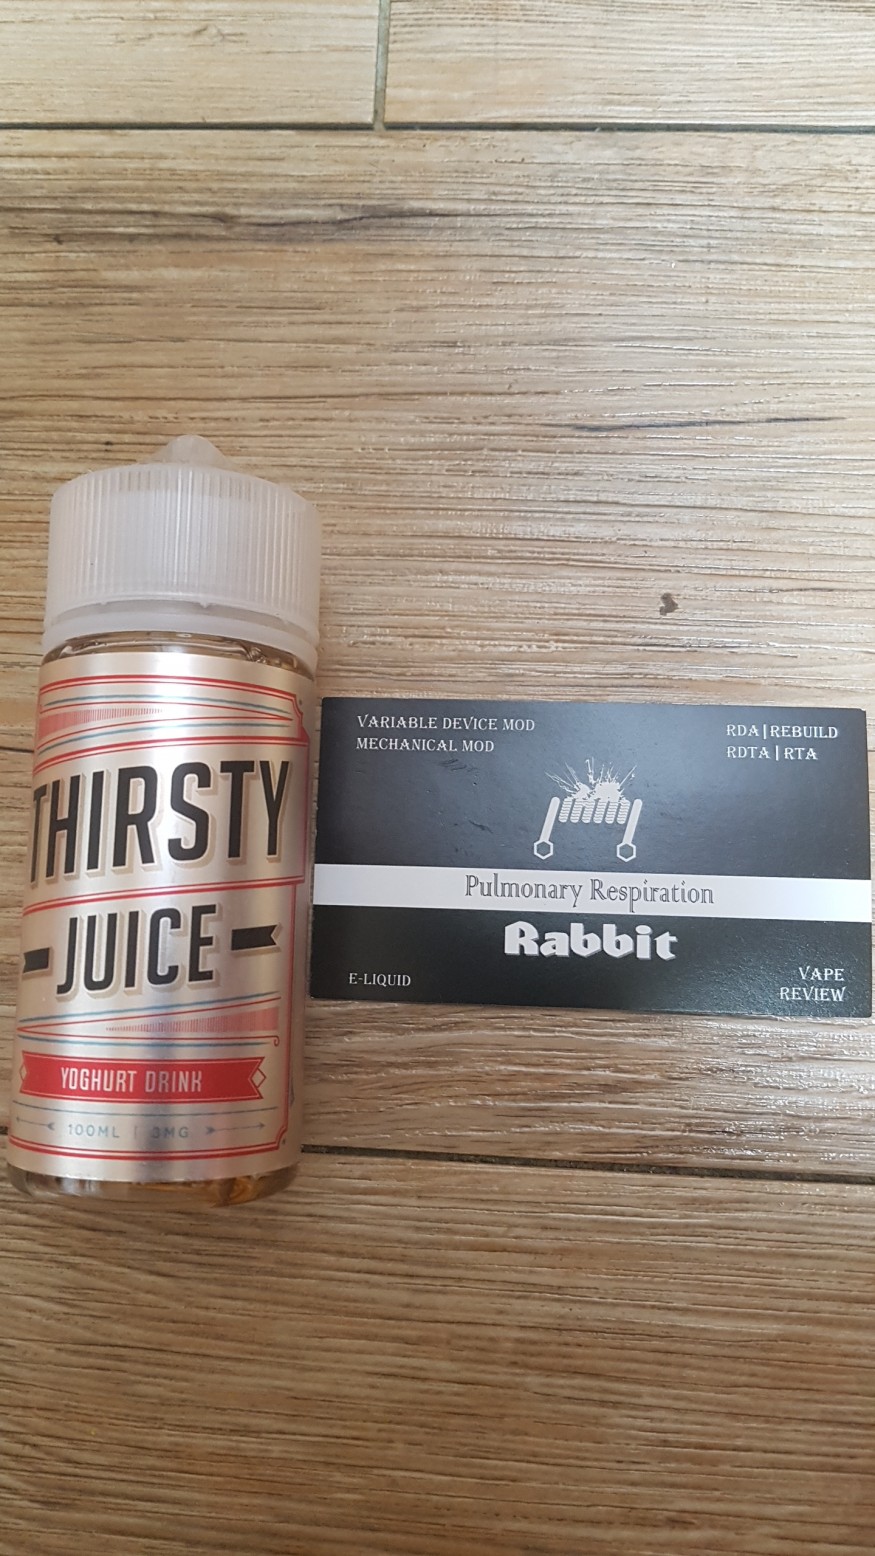 THIRSTY
JUICE
YOGHURT DRINK
100ML | 3MG
VARIABLE DEVICE MOD
MECHANICAL MOD
RDA|REBUILD
RDTA|RTA
Pulmonary Respiration
Rabbit
E-LIQUID
VAPE
REVIEW